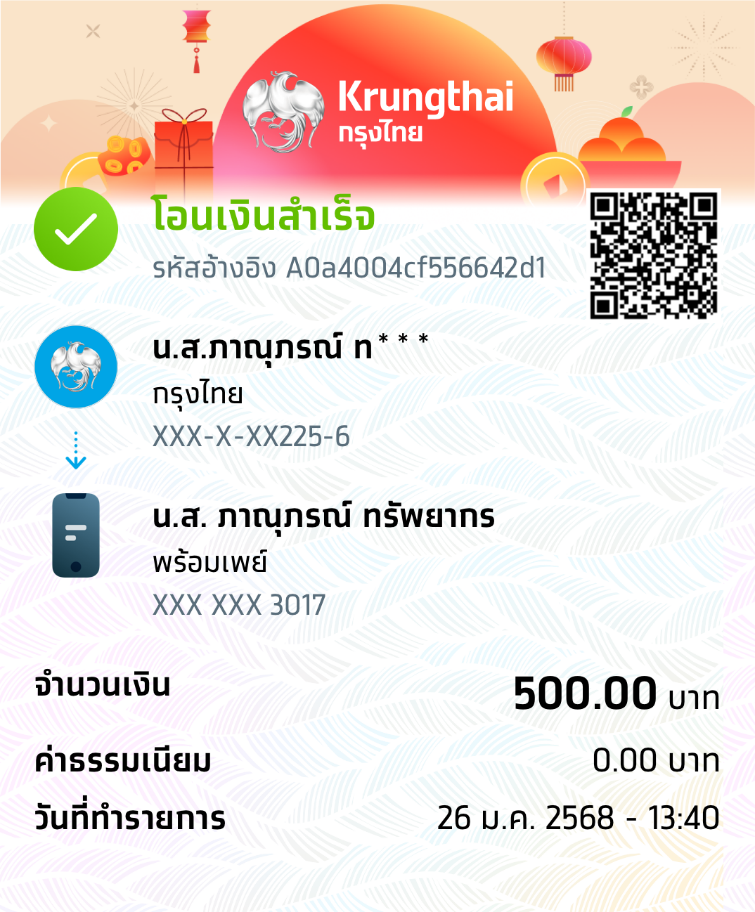 Krungthai
กรุงไทย
โอนเงินสำเร็จ
รหัสอ้างอิง A0a4004cf556642d1
น.ส.ภาณุภรณ์ ท***
กรุงไทย
XXX-X-XX225-6
น.ส. ภาณุภรณ์ ทรัพยากร
พร้อมเพย์
XXX XXX 3017
จำนวนเงิน 500.00 บาท
ค่าธรรมเนียม 0.00 บาท
วันที่ทำรายการ 26 ม.ค. 2568 - 13:40